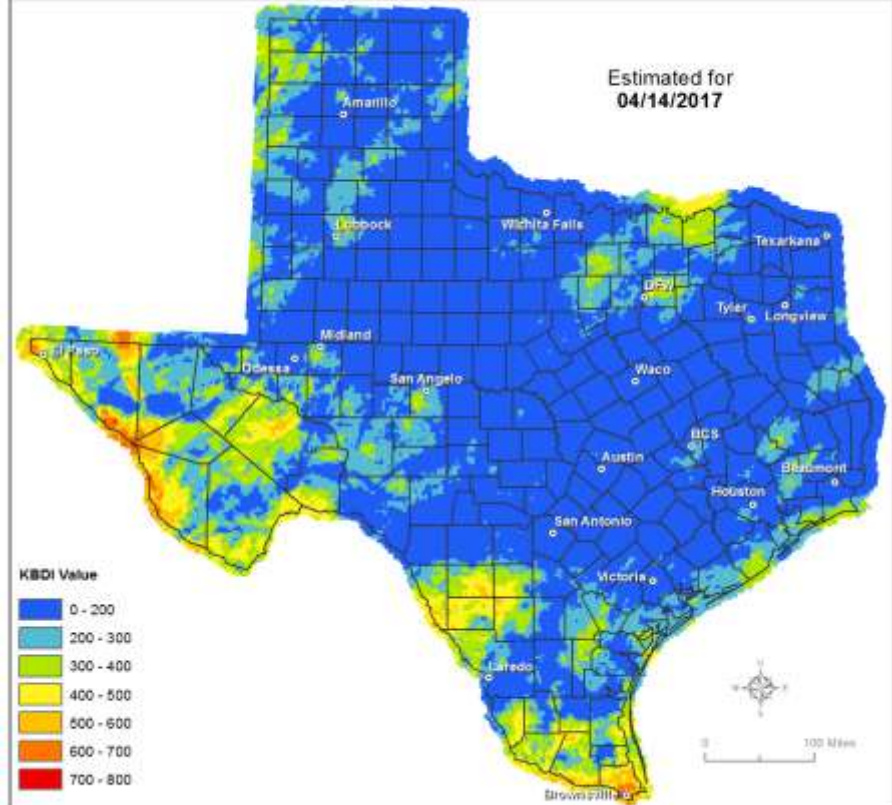 Estimated for
04/14/2017
Amarillo
Lubbock
Wichita Falls
Texarkana
DFW
Tyler
Longview
El Paso
Midland
Odessa
San Angelo
Waco
BCS
Austin
Beaumont
Houston
San Antonio
Victoria
Laredo
Brownsville
KBDI Value
0 - 200
200 - 300
300 - 400
400 - 500
500 - 600
600 - 700
700 - 800
0 100 Miles